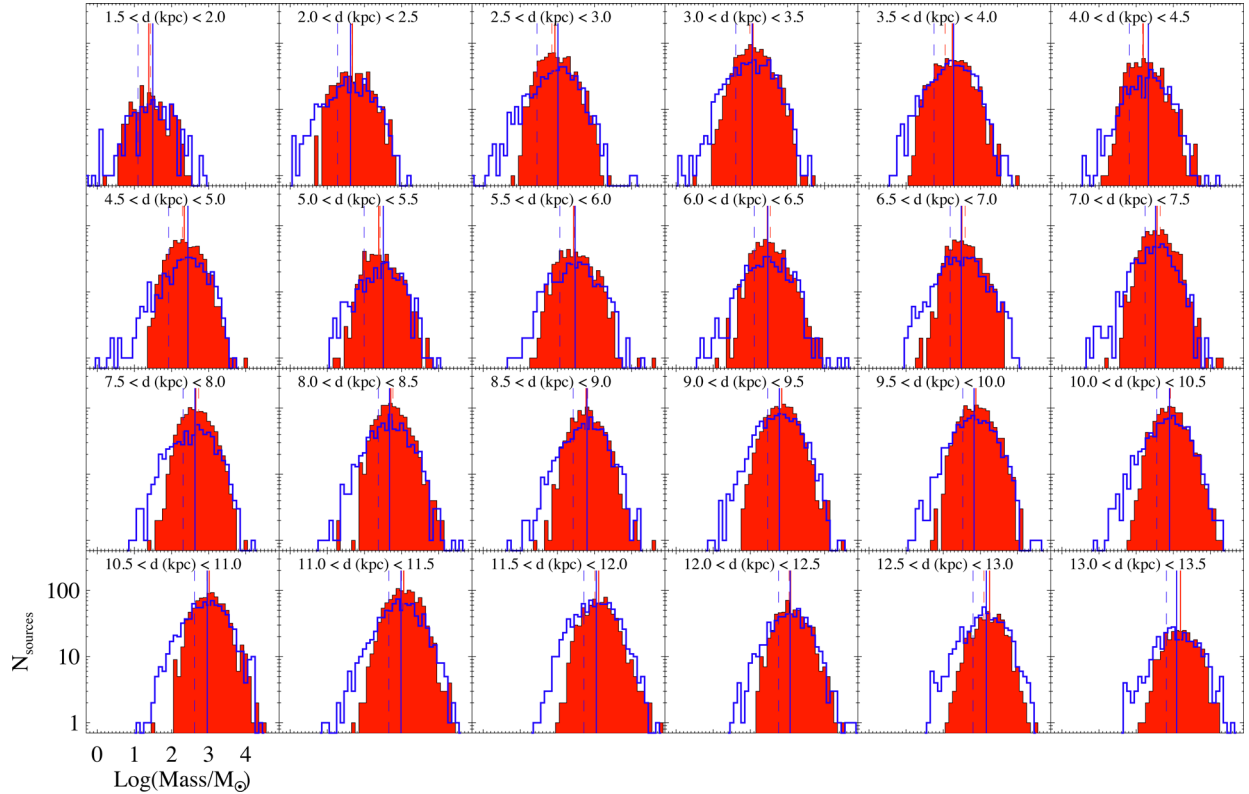 1.5 < d (kpc) < 2.0
2.0 < d (kpc) < 2.5
2.5 < d (kpc) < 3.0
3.0 < d (kpc) < 3.5
3.5 < d (kpc) < 4.0
4.0 < d (kpc) < 4.5
4.5 < d (kpc) < 5.0
5.0 < d (kpc) < 5.5
5.5 < d (kpc) < 6.0
6.0 < d (kpc) < 6.5
6.5 < d (kpc) < 7.0
7.0 < d (kpc) < 7.5
7.5 < d (kpc) < 8.0
8.0 < d (kpc) < 8.5
8.5 < d (kpc) < 9.0
9.0 < d (kpc) < 9.5
9.5 < d (kpc) < 10.0
10.0 < d (kpc) < 10.5
10.5 < d (kpc) < 11.0
11.0 < d (kpc) < 11.5
11.5 < d (kpc) < 12.0
12.0 < d (kpc) < 12.5
12.5 < d (kpc) < 13.0
13.0 < d (kpc) < 13.5
100
10
1
N_sources
0 1 2 3 4
Log(Mass/M_⊙)